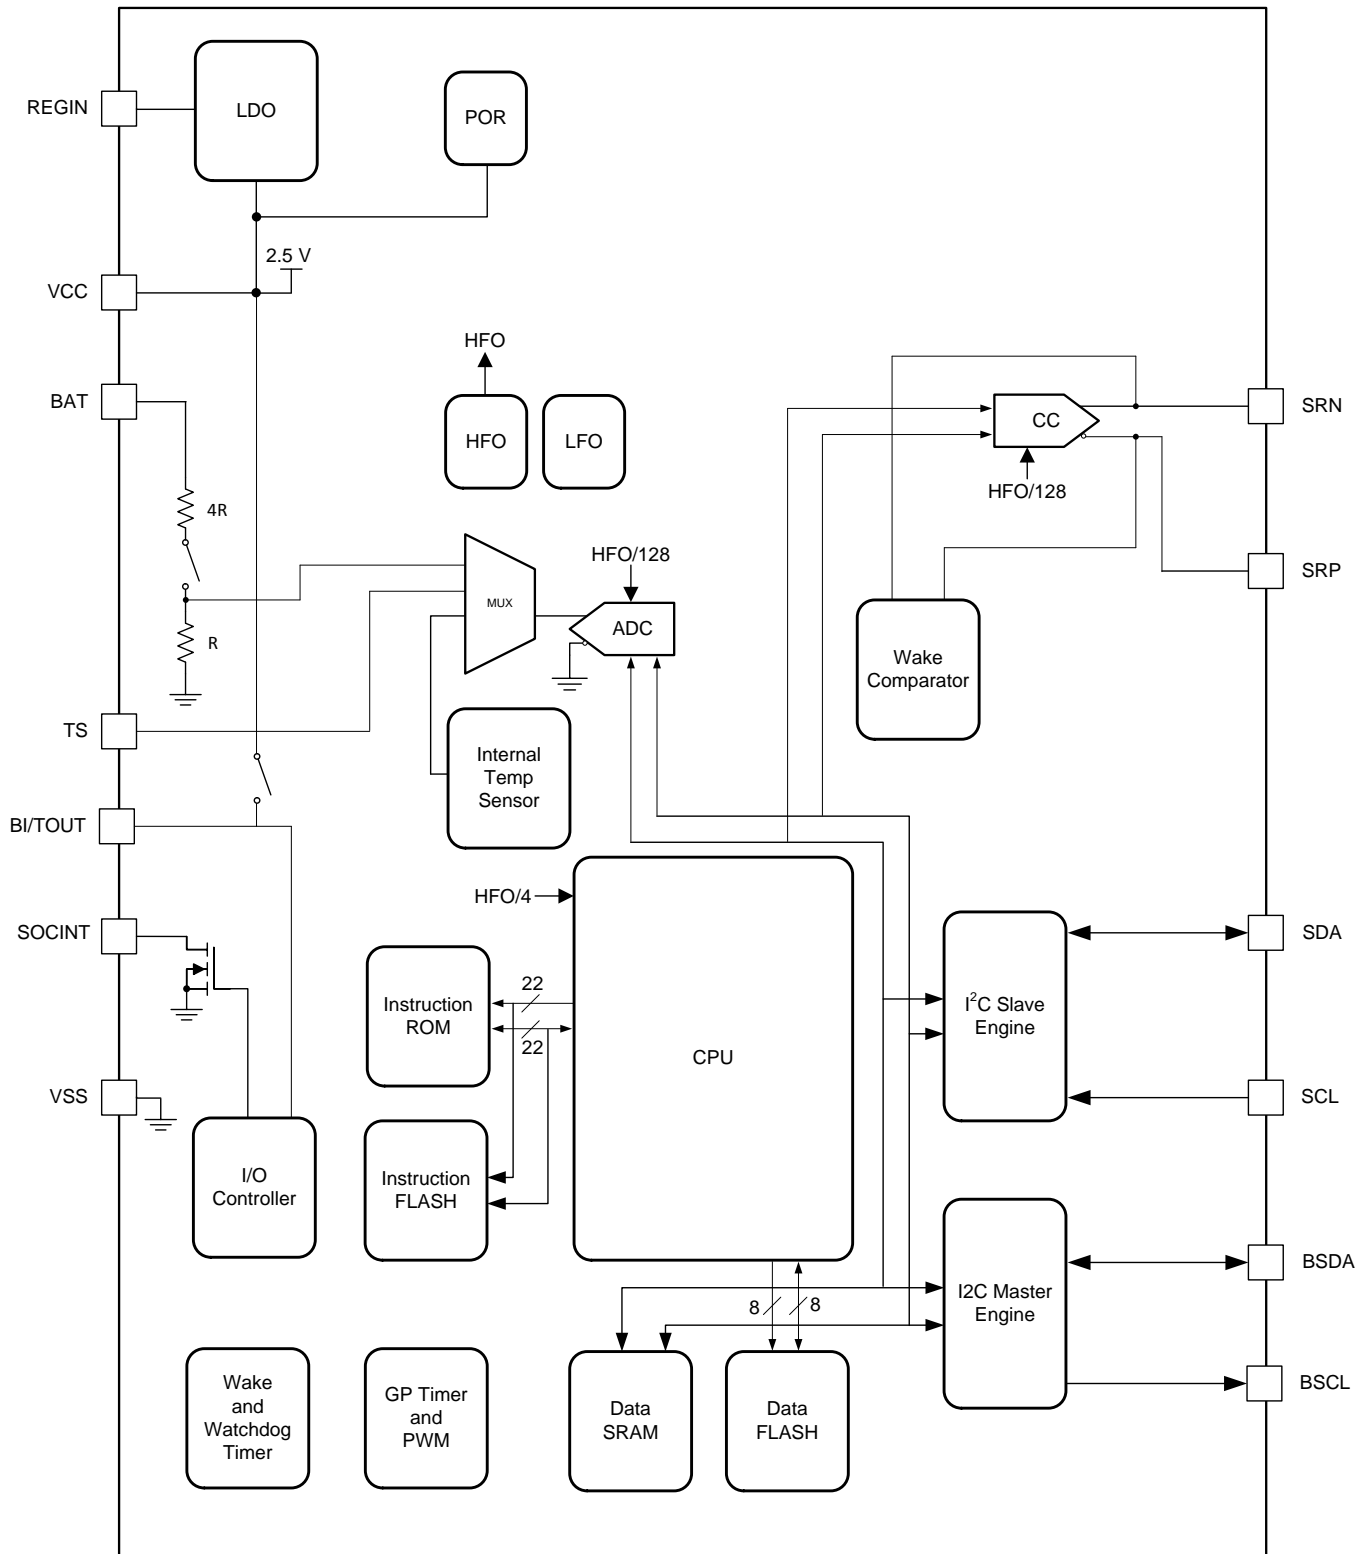 REGIN
LDO
POR
2.5 V
VCC
HFO
BAT
HFO
LFO
CC
SRN
HFO/128
4R
HFO/128
SRP
MUX
ADC
R
Wake
Comparator
TS
Internal
Temp
Sensor
BI/TOUT
HFO/4
SOCINT
SDA
22
Instruction
ROM
22
I²C Slave
Engine
CPU
VSS
SCL
I/O
Controller
Instruction
FLASH
BSDA
I2C Master
Engine
8
8
Wake
and
Watchdog
Timer
GP Timer
and
PWM
BSCL
Data
SRAM
Data
FLASH